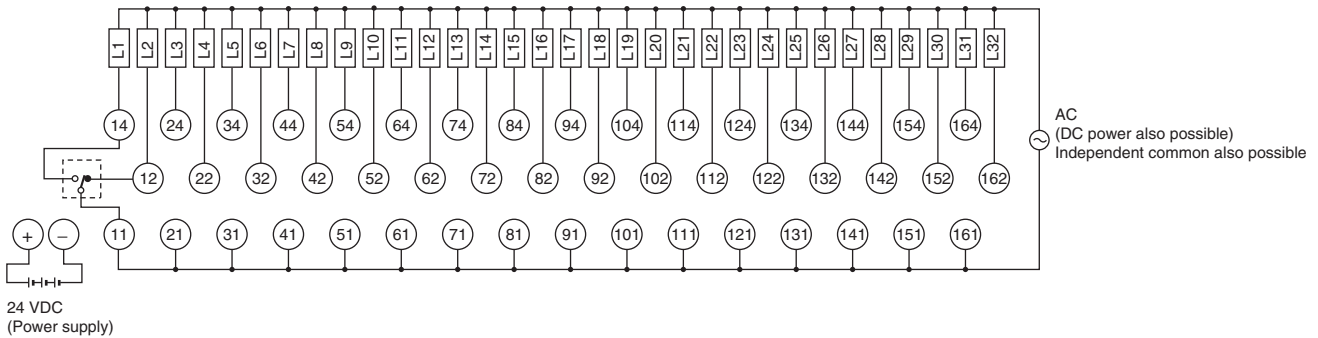 L1 L2 L3 L4 L5 L6 L7 L8 L9 L10 L11 L12 L13 L14 L15 L16 L17 L18 L19 L20 L21 L22 L23 L24 L25 L26 L27 L28 L29 L30 L31 L32
14 24 34 44 54 64 74 84 94 104 114 124 134 144 154 164
AC
(DC power also possible)
Independent common also possible
12 22 32 42 52 62 72 82 92 102 112 122 132 142 152 162
+ − 11 21 31 41 51 61 71 81 91 101 111 121 131 141 151 161
24 VDC
(Power supply)